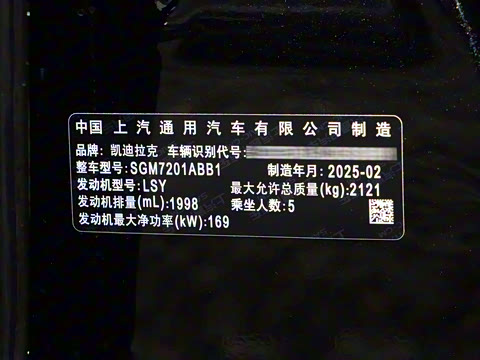 中国 上汽通用汽车有限公司制造
品牌: 凯迪拉克 车辆识别代号:
整车型号:SGM7201ABB1 制造年月: 2025-02
发动机型号:LSY 最大允许总质量(kg):2121
发动机排量(mL):1998 乘坐人数:5
发动机最大净功率(kW):169